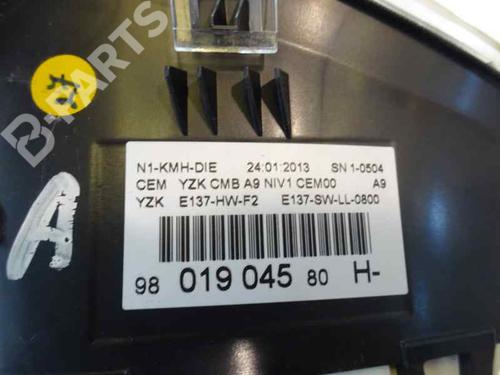 24
N1-KMH-DIE 24:01:2013 SN 1-0504
CEM YZK CMB A9 NIV1 CEM00 A9
YZK E137-HW-F2 E137-SW-LL-0800
98 019 045 80 H-
A
B-PARTS